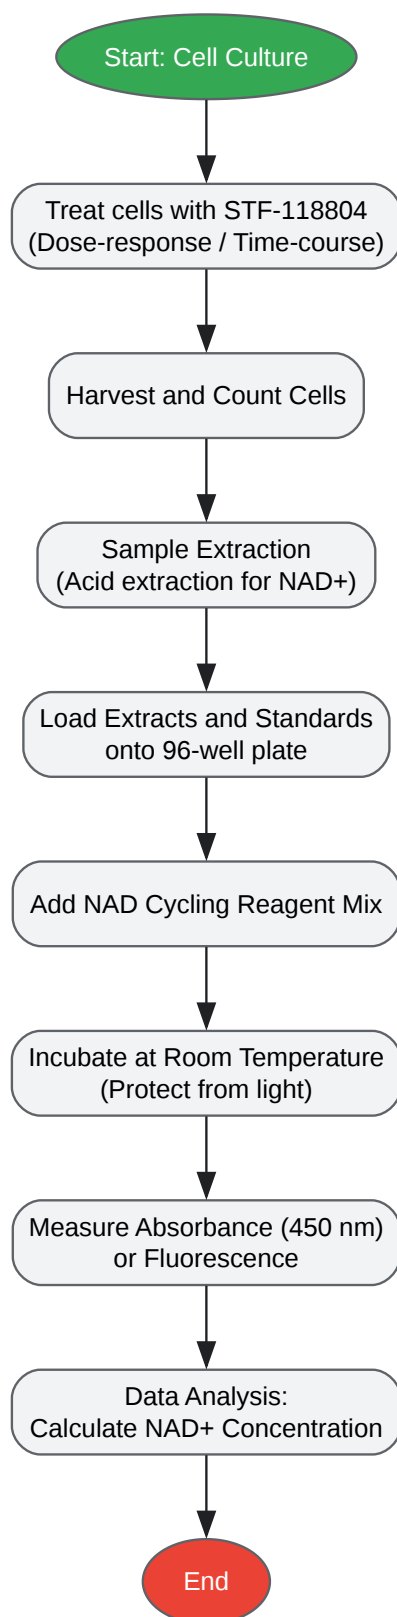 Start: Cell Culture
Treat cells with STF-118804
(Dose-response / Time-course)
Harvest and Count Cells
Sample Extraction
(Acid extraction for NAD+)
Load Extracts and Standards
onto 96-well plate
Add NAD Cycling Reagent Mix
Incubate at Room Temperature
(Protect from light)
Measure Absorbance (450 nm)
or Fluorescence
Data Analysis:
Calculate NAD+ Concentration
End